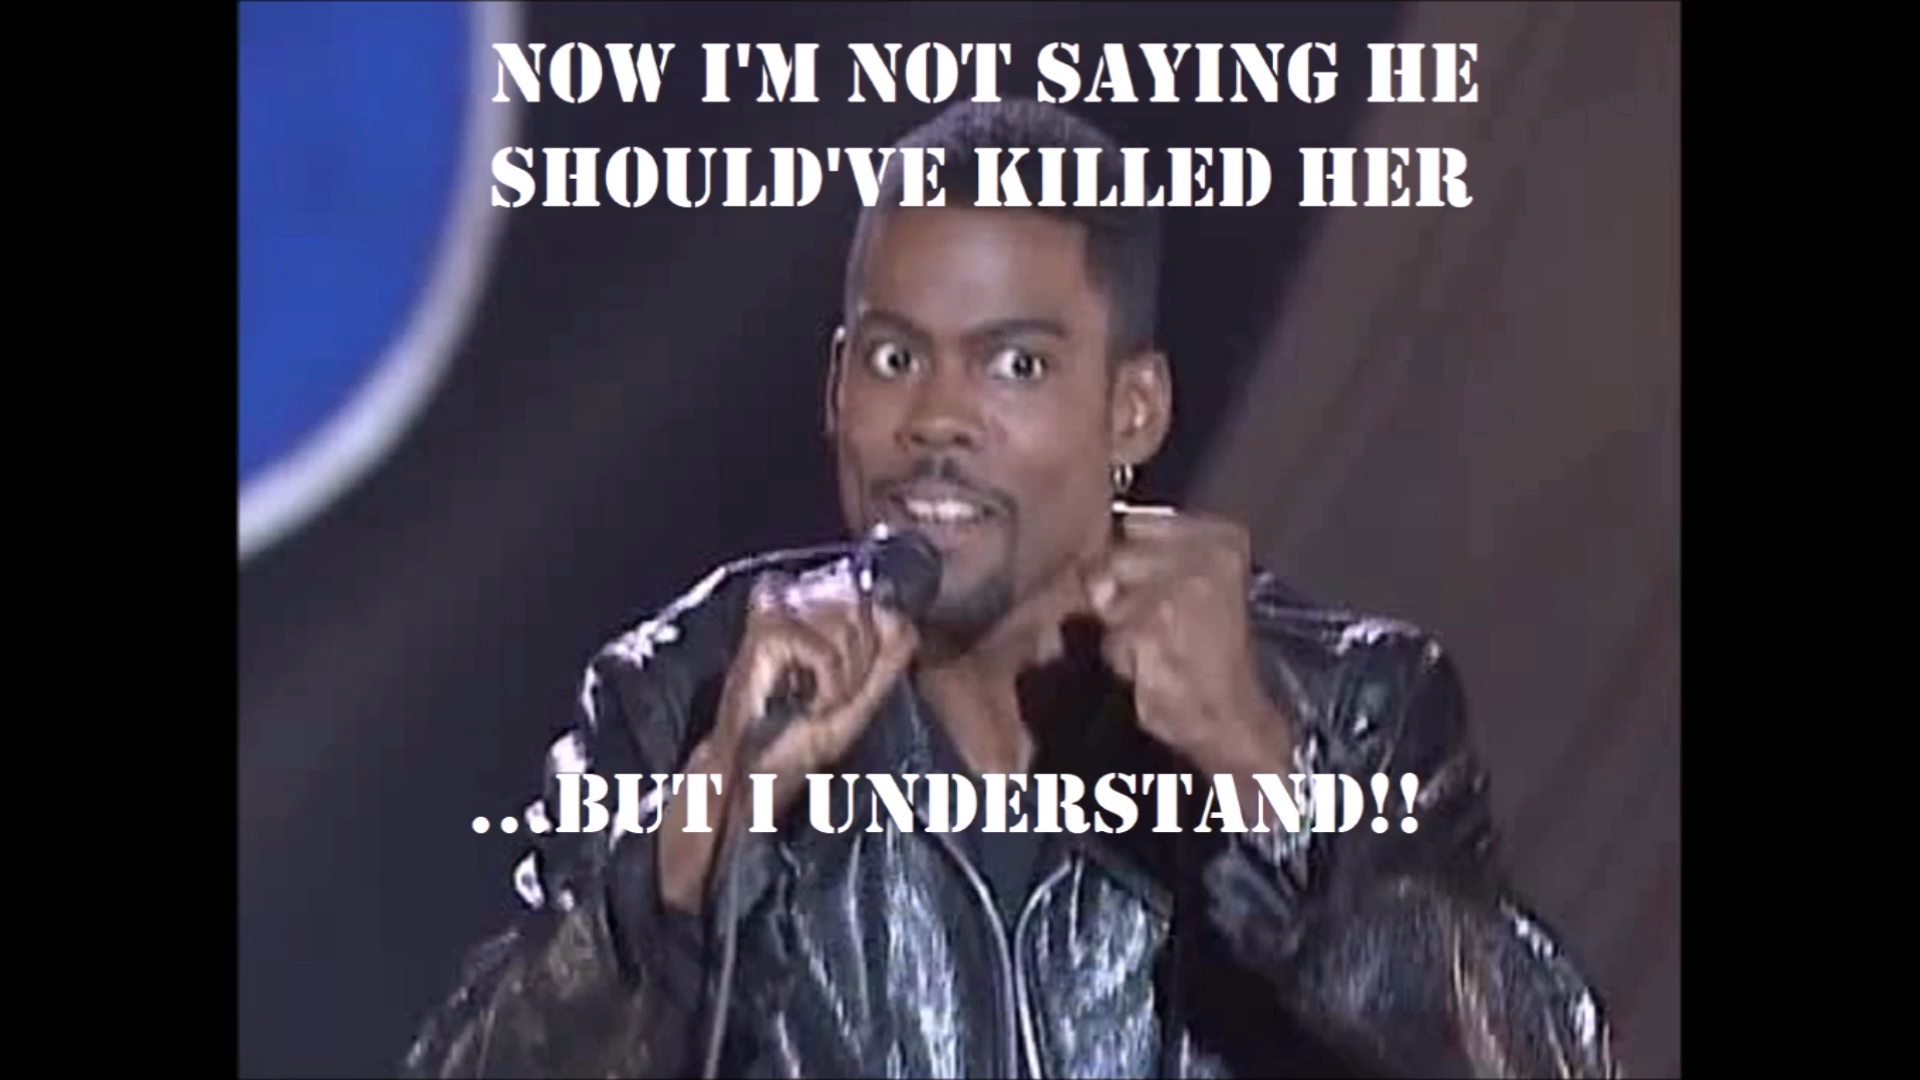 NOW I'M NOT SAYING HE
SHOULD'VE KILLED HER
...BUT I UNDERSTAND!!